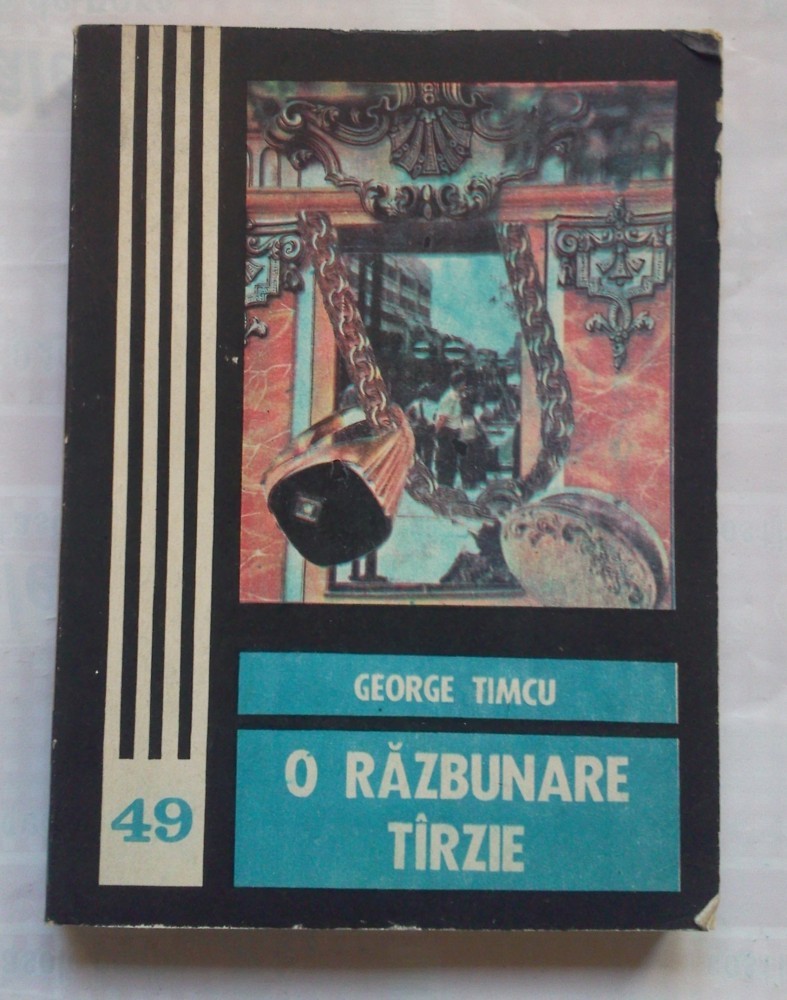 GEORGE TIMCU
O RĂZBUNARE
TÎRZIE
49